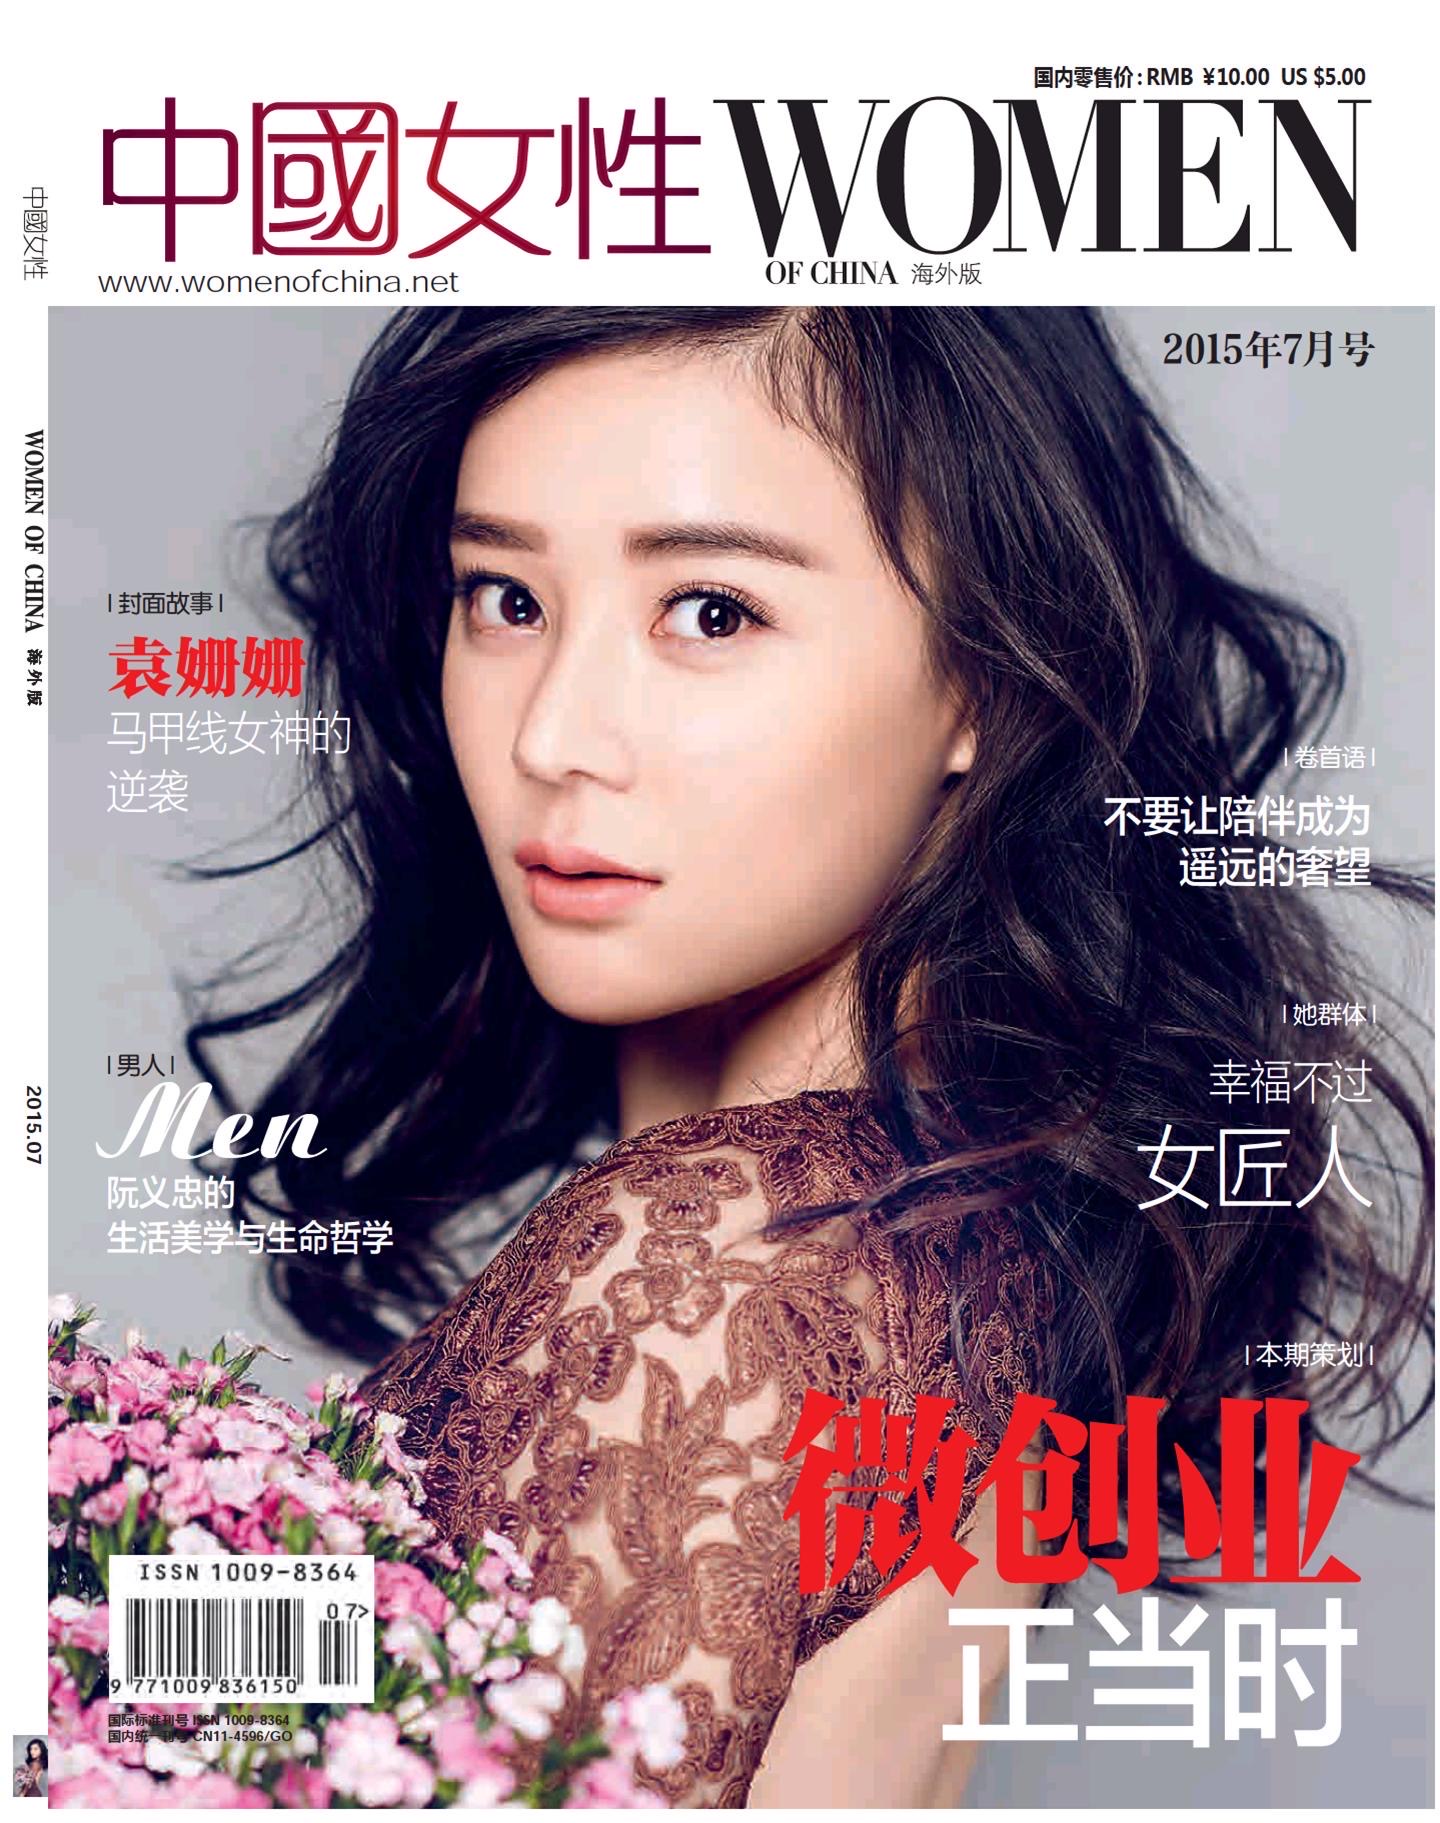 国内零售价：RMB ￥10.00 US $5.00
中國女性 WOMEN
www.womenofchina.net
OF CHINA 海外版
2015年7月号
| 封面故事 |
袁姗姗
马甲线女神的
逆袭
| 卷首语 |
不要让陪伴成为
遥远的奢望
| 她群体 |
幸福不过
女匠人
| 男人 |
Men
阮义忠的
生活美学与生命哲学
| 本期策划 |
微创业
正当时
ISSN 1009-8364
07>
9 771009 836150
国际标准刊号 ISSN 1009-8364
国内统一刊号 CN11-4596/GO
中國女性
WOMEN OF CHINA 海外版
2015.07